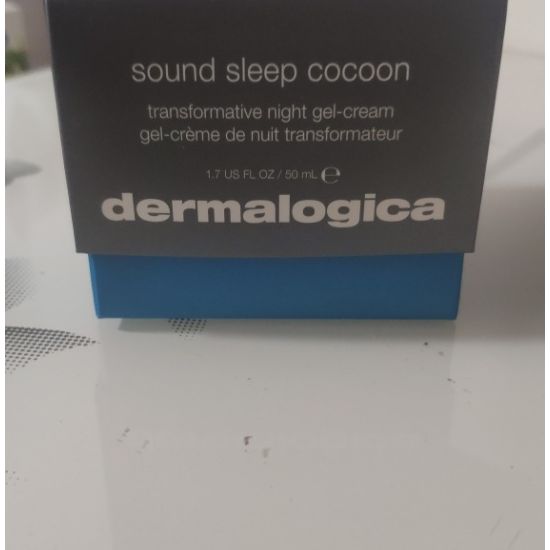 sound sleep cocoon
transformative night gel-cream
gel-crème de nuit transformateur
1.7 US FL OZ / 50 mL ℮
dermalogica